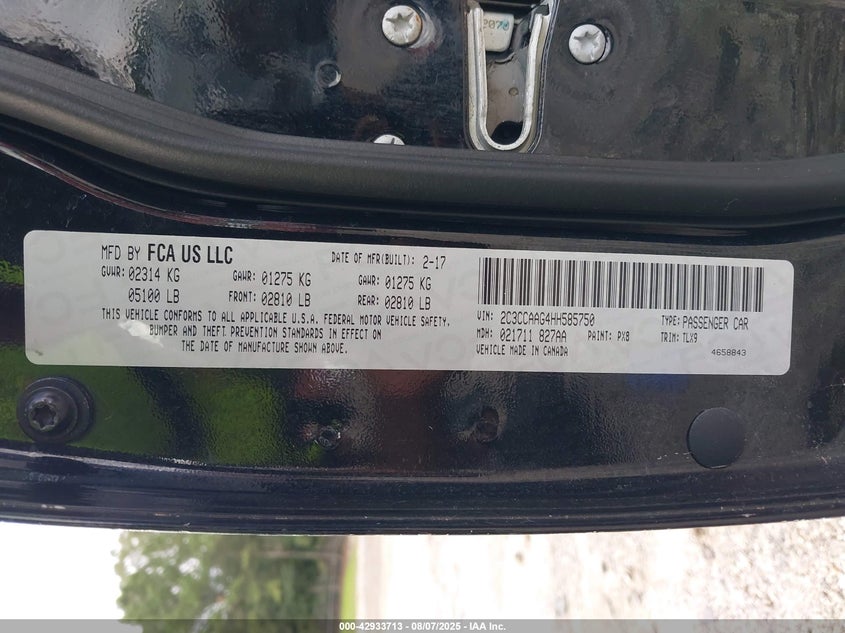 2070
MFD BY FCA US LLC
DATE OF MFR(BUILT): 2-17
GVWR: 02314 KG
GAWR: 01275 KG
GAWR: 01275 KG
05100 LB
FRONT: 02810 LB
REAR: 02810 LB
THIS VEHICLE CONFORMS TO ALL APPLICABLE U.S.A. FEDERAL MOTOR VEHICLE SAFETY,
BUMPER AND THEFT PREVENTION STANDARDS IN EFFECT ON
THE DATE OF MANUFACTURE SHOWN ABOVE.
VIN: 2C3CCAAG4HH585750
TYPE: PASSENGER CAR
MDH: 021711 827AA
PAINT: PX8
TRIM: TLX9
VEHICLE MADE IN CANADA
4658843
000-42933713 - 08/07/2025 - IAA Inc.